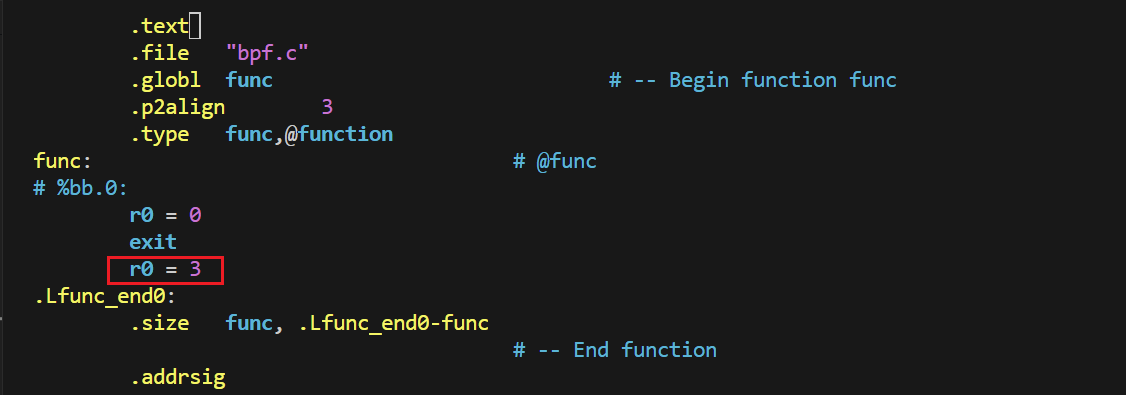 .text
.file "bpf.c"
.globl func # -- Begin function func
.p2align 3
.type func,@function
func: # @func
# %bb.0:
r0 = 0
exit
r0 = 3
.Lfunc_end0:
.size func, .Lfunc_end0-func
# -- End function
.addrsig